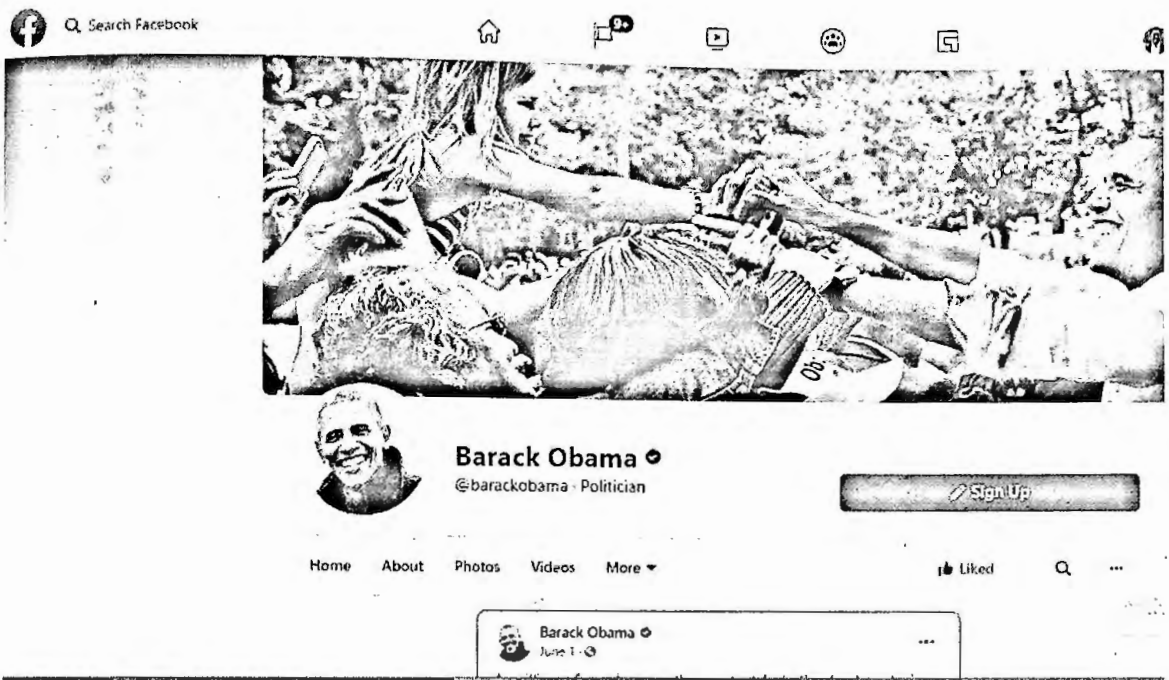 Search Facebook
9+
Ob
Barack Obama
@barackobama · Politician
Sign Up
Home About Photos Videos More
Liked
Barack Obama
June 1 ·